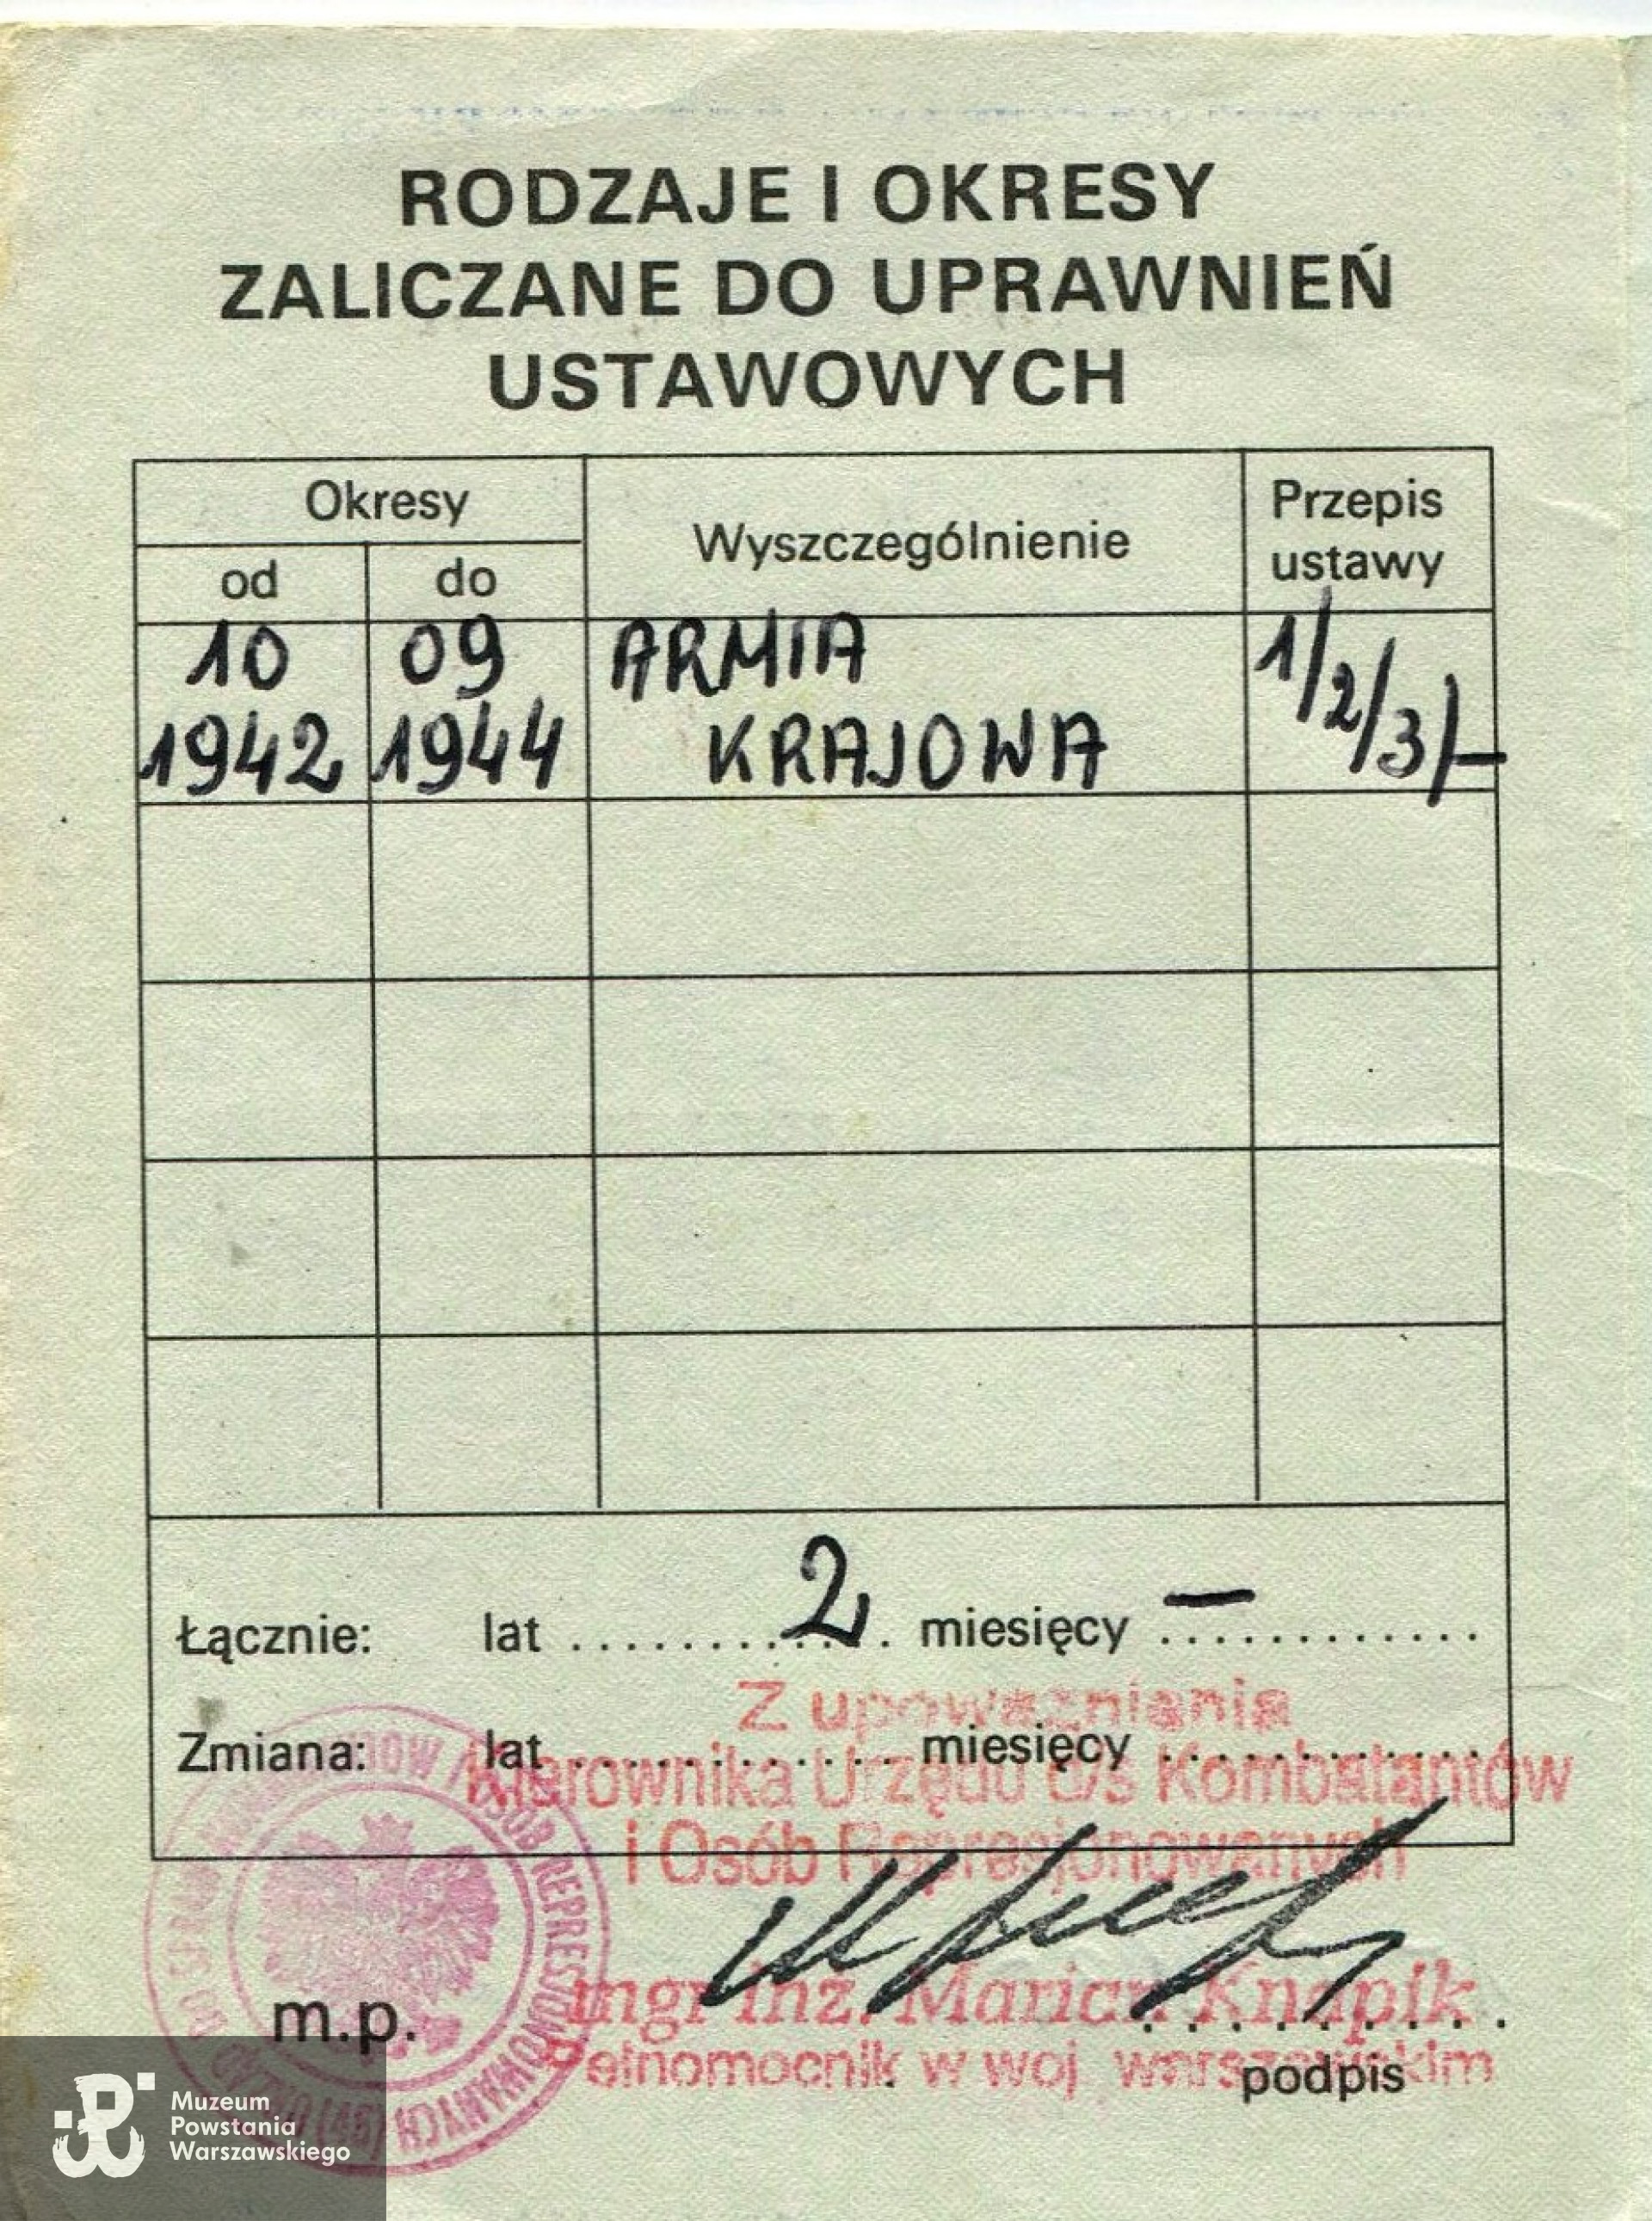 RODZAJE I OKRESY
ZALICZANE DO UPRAWNIEŃ
USTAWOWYCH
Okresy
Wyszczególnienie
Przepis
ustawy
od
do
10
1942
09
1944
ARMIA
KRAJOWA
1/2/3/-
Łącznie: lat ............ 2 . miesięcy – ............
Z upoważnienia
Zmiana: lat ............ miesięcy ............
Kierownika Urzędu d/s Kombatantów
i Osób Represjonowanych
mgr inż. Marian Knapik
m.p.
Pełnomocnik w woj. warszawskim
podpis
OSÓB REPRESJONOWANYCH
Muzeum
Powstania
Warszawskiego